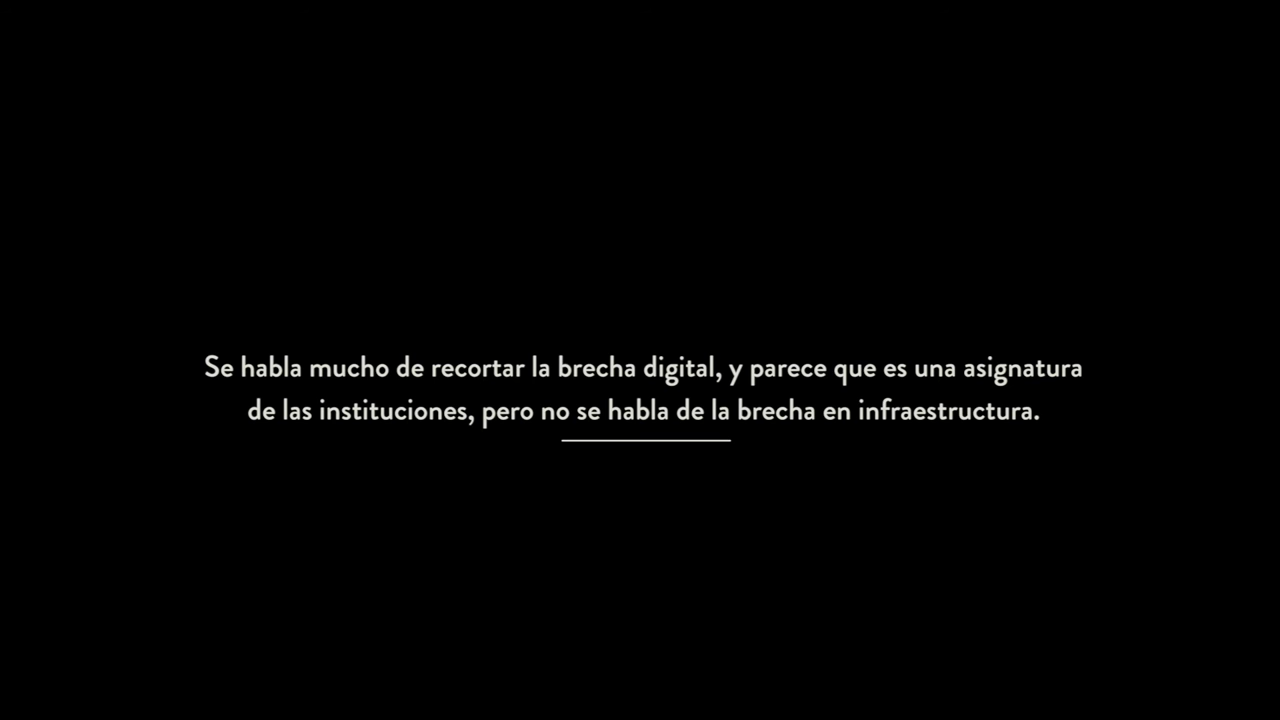 Se habla mucho de recortar la brecha digital, y parece que es una asignatura
de las instituciones, pero no se habla de la brecha en infraestructura.